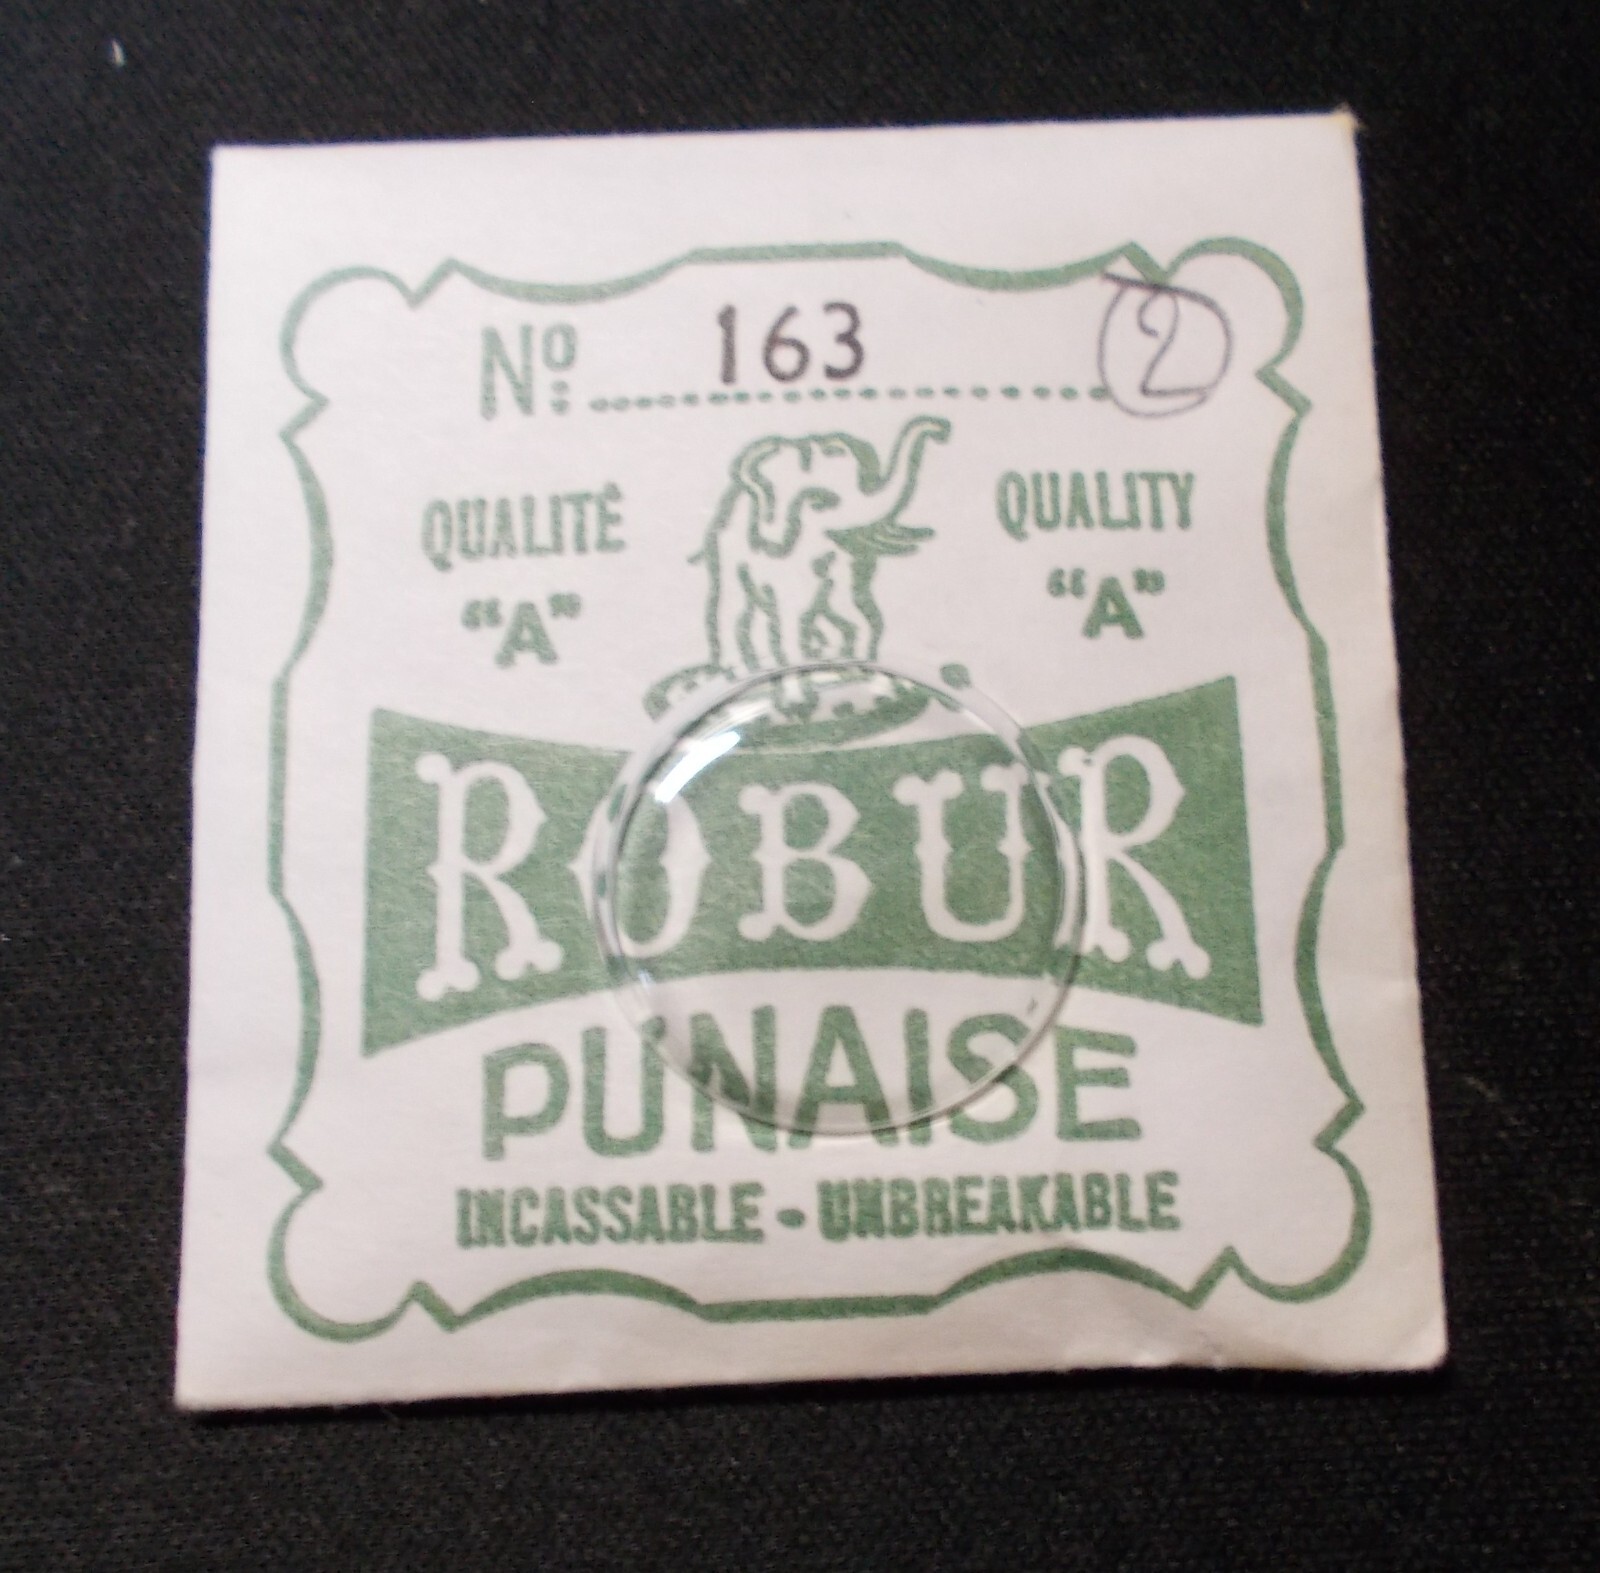 Nº: 163 2
QUALITÉ QUALITY
"A" "A"
ROBUR
PUNAISE
INCASSABLE - UNBREAKABLE